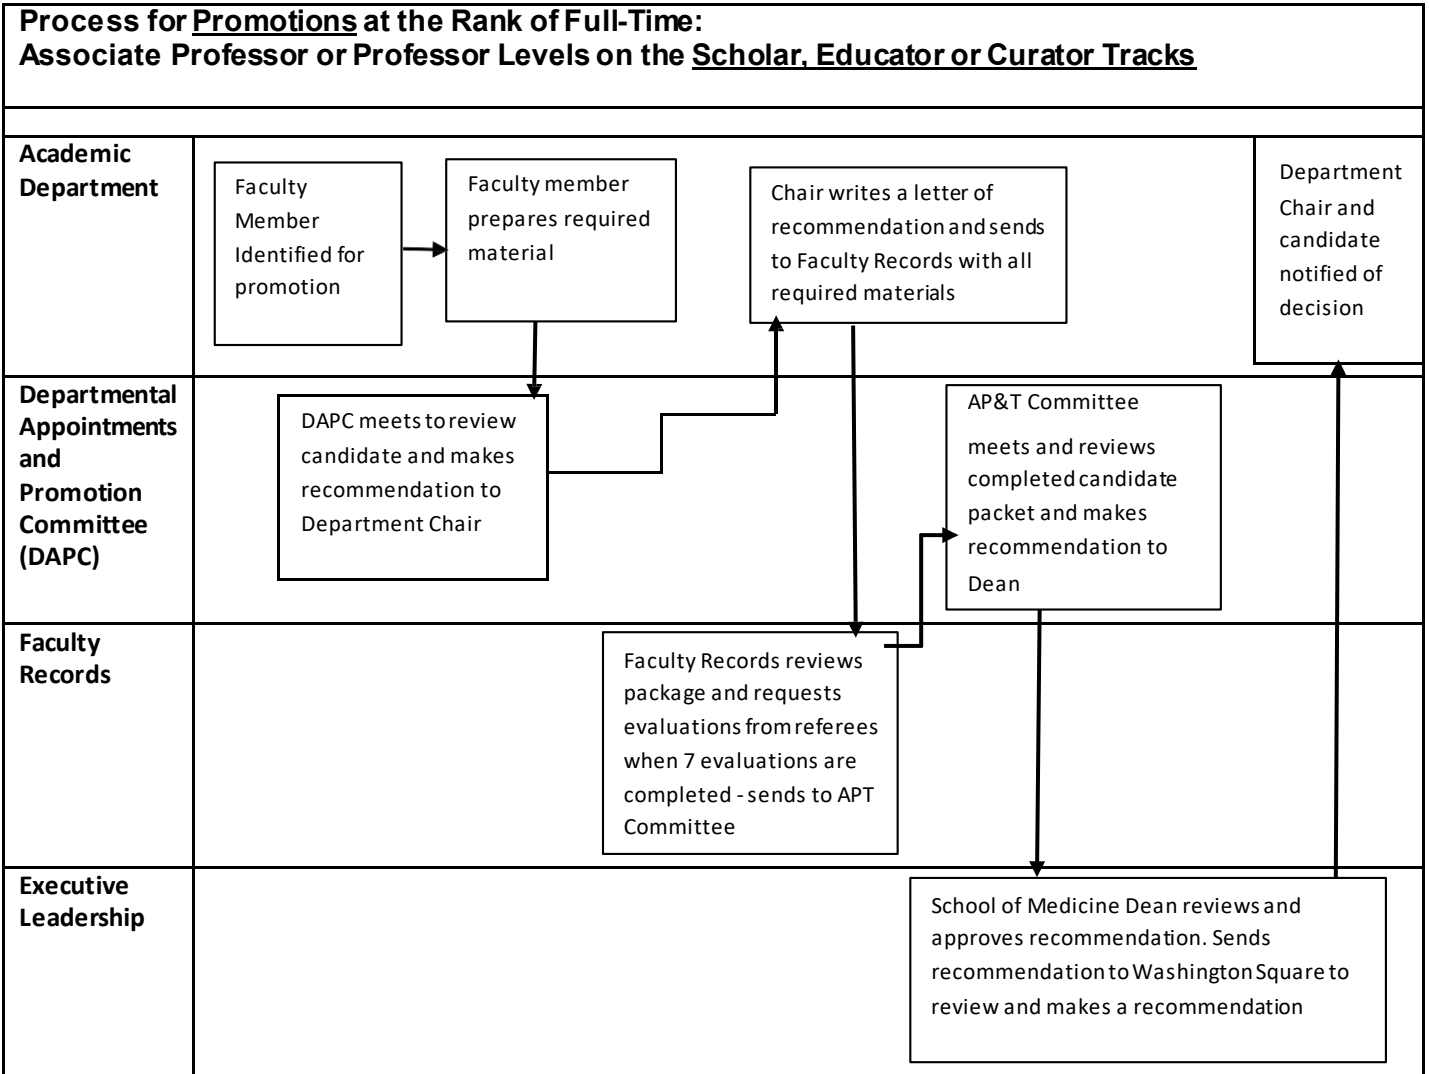 Process for Promotions at the Rank of Full-Time:
Associate Professor or Professor Levels on the Scholar, Educator or Curator Tracks
Academic
Department
Faculty
Member
Identified for
promotion
Faculty member
prepares required
material
Chair writes a letter of
recommendation and sends
to Faculty Records with all
required materials
Department
Chair and
candidate
notified of
decision
Departmental
Appointments
and
Promotion
Committee
(DAPC)
DAPC meets to review
candidate and makes
recommendation to
Department Chair
AP&T Committee
meets and reviews
completed candidate
packet and makes
recommendation to
Dean
Faculty
Records
Faculty Records reviews
package and requests
evaluations from referees
when 7 evaluations are
completed - sends to APT
Committee
Executive
Leadership
School of Medicine Dean reviews and
approves recommendation. Sends
recommendation to Washington Square to
review and makes a recommendation